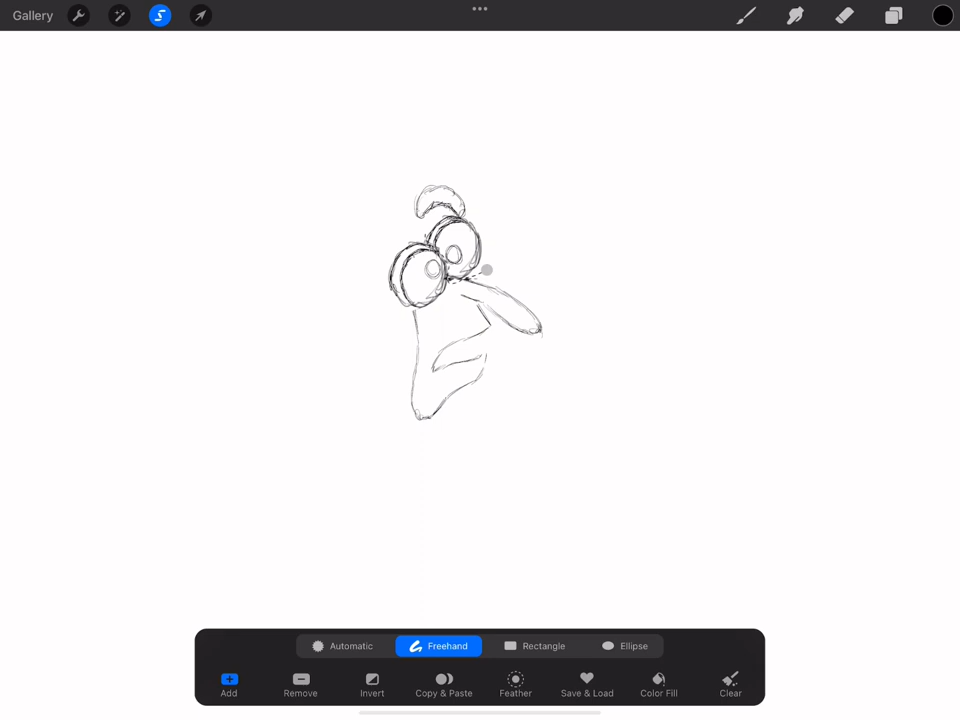 Gallery
Automatic Freehand Rectangle Ellipse
Add Remove Invert Copy & Paste Feather Save & Load Color Fill Clear